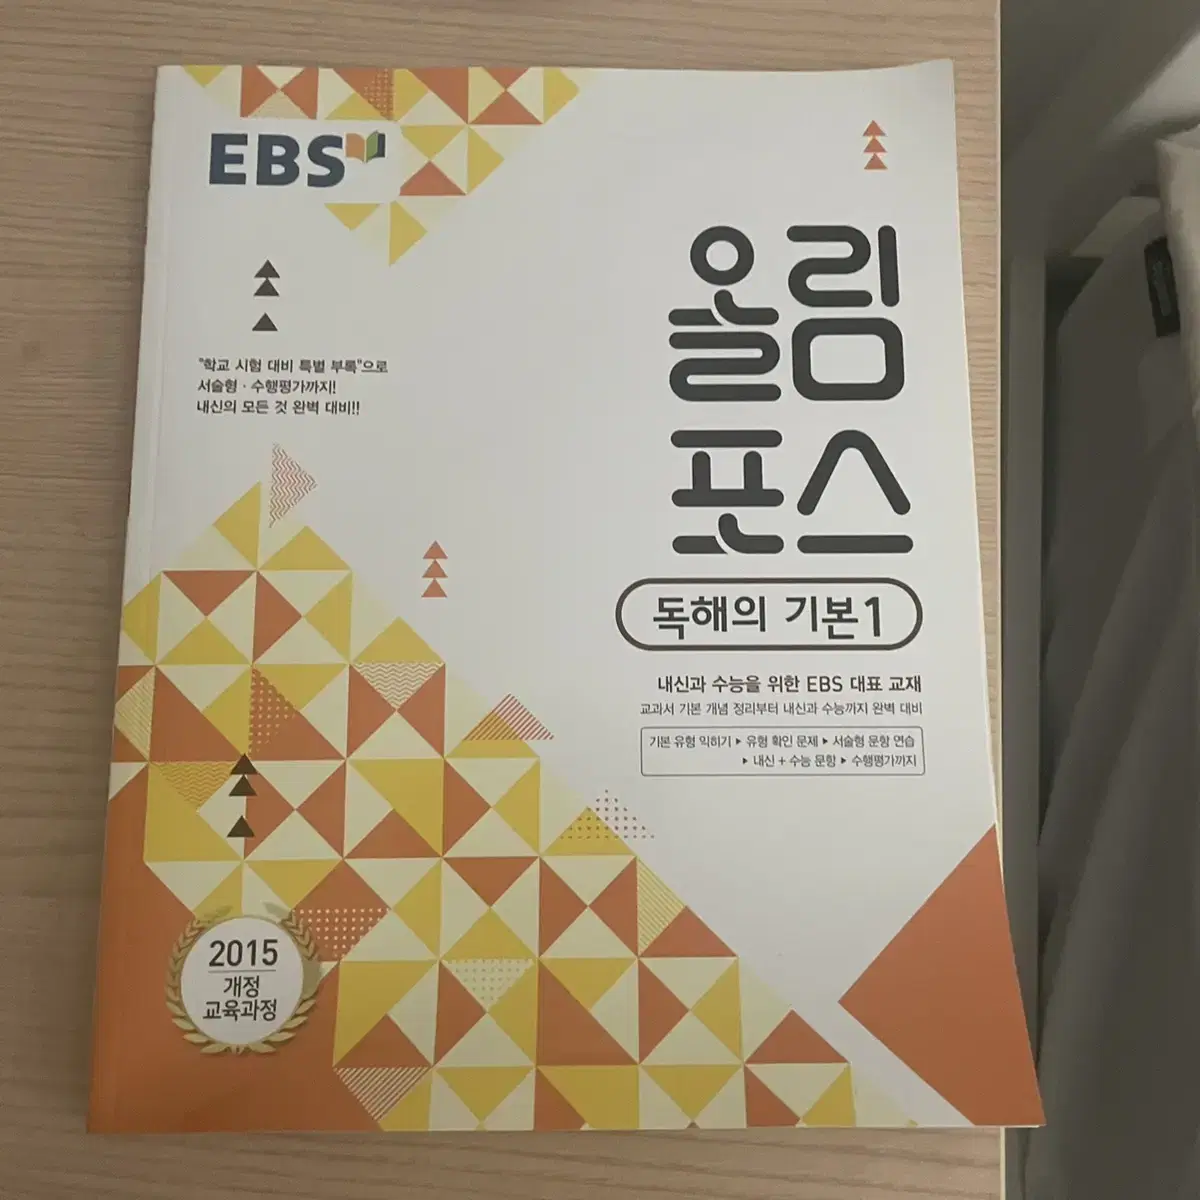 EBS
"학교 시험 대비 특별 부록"으로
서술형 · 수행평가까지!
내신의 모든 것 완벽 대비!!
올림
포스
독해의 기본1
내신과 수능을 위한 EBS 대표 교재
교과서 기본 개념 정리부터 내신과 수능까지 완벽 대비
기본 유형 익히기 ▶ 유형 확인 문제 ▶ 서술형 문항 연습
▶ 내신 + 수능 문항 ▶ 수행평가까지
2015
개정
교육과정